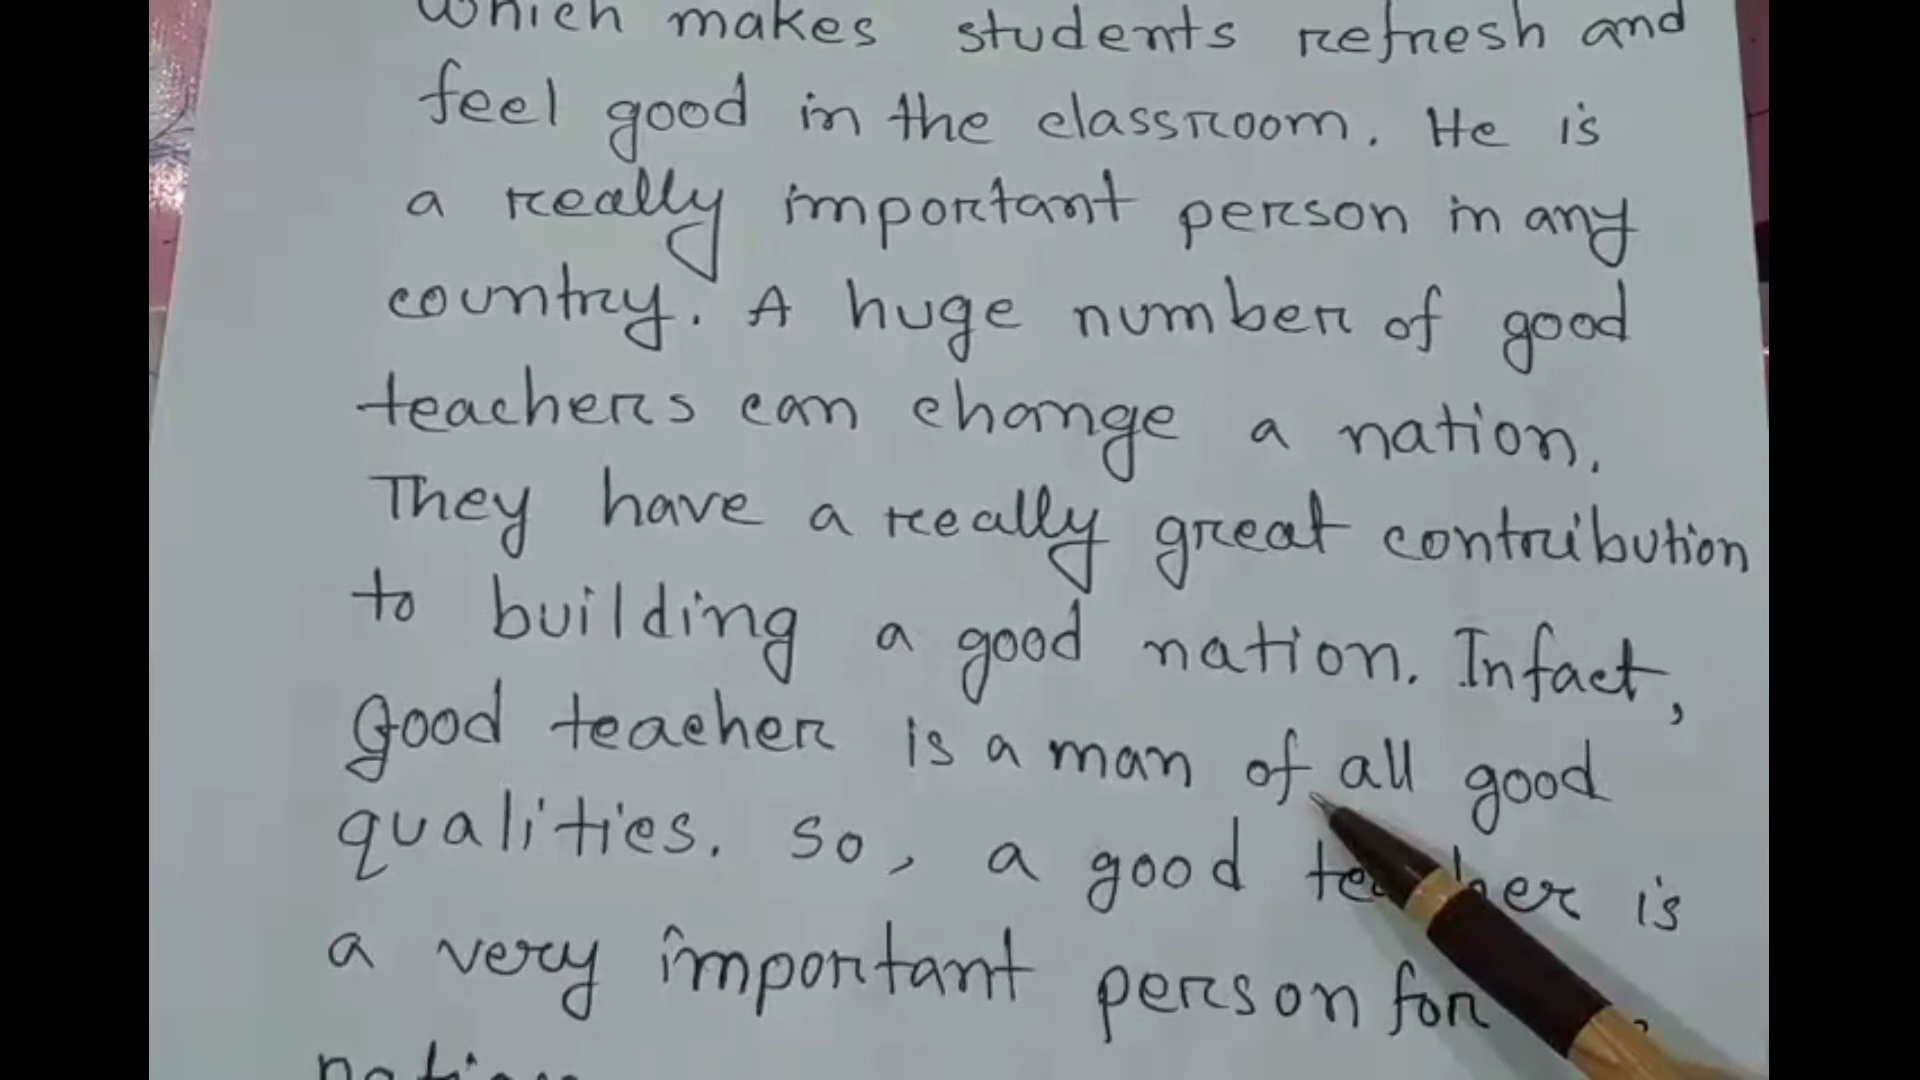 which makes students refresh and
feel good in the classroom. He is
a really important person in any
country. A huge number of good
teachers can change a nation.
They have a really great contribution
to building a good nation. Infact,
good teacher is a man of all good
qualities. So, a good teacher is
a very important person for
nation